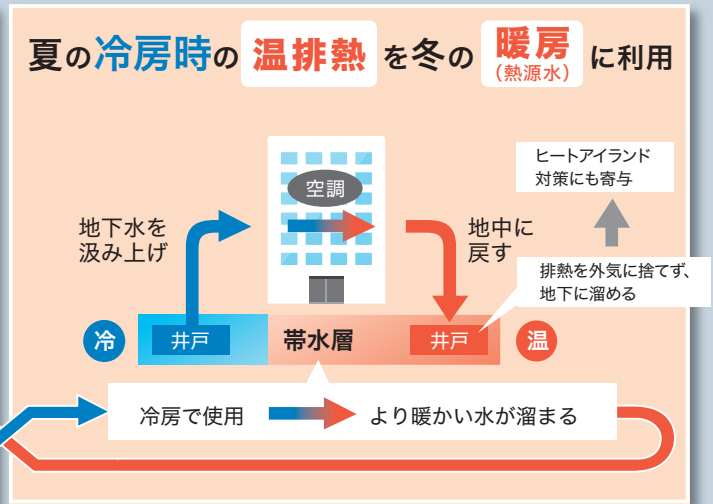 夏の冷房時の温排熱を冬の暖房に利用
（熱源水）
ヒートアイランド
対策にも寄与
空調
地下水を
汲み上げ
地中に
戻す
排熱を外気に捨てず、
地下に溜める
冷
井戸
帯水層
井戸
温
冷房で使用
より暖かい水が溜まる